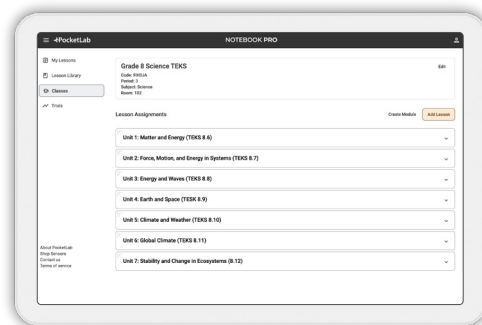 PocketLab
NOTEBOOK PRO
My Lessons
Lesson Library
Classes
Trials
Grade 8 Science TEKS
Edit
Period: 3
Subject: Science
Room: 102
Lesson Assignments
Create Module
Add Lesson
Unit 1: Matter and Energy (TEKS 8.6)
Unit 2: Force, Motion, and Energy in Systems (TEKS 8.7)
Unit 3: Energy and Waves (TEKS 8.8)
Unit 4: Earth and Space (TESK 8.9)
Unit 5: Climate and Weather (TEKS 8.10)
Unit 6: Global Climate (TEKS 8.11)
Unit 7: Stability and Change in Ecosystems (8.12)
About PocketLab
Shop Sensors
Contact us
Terms of service